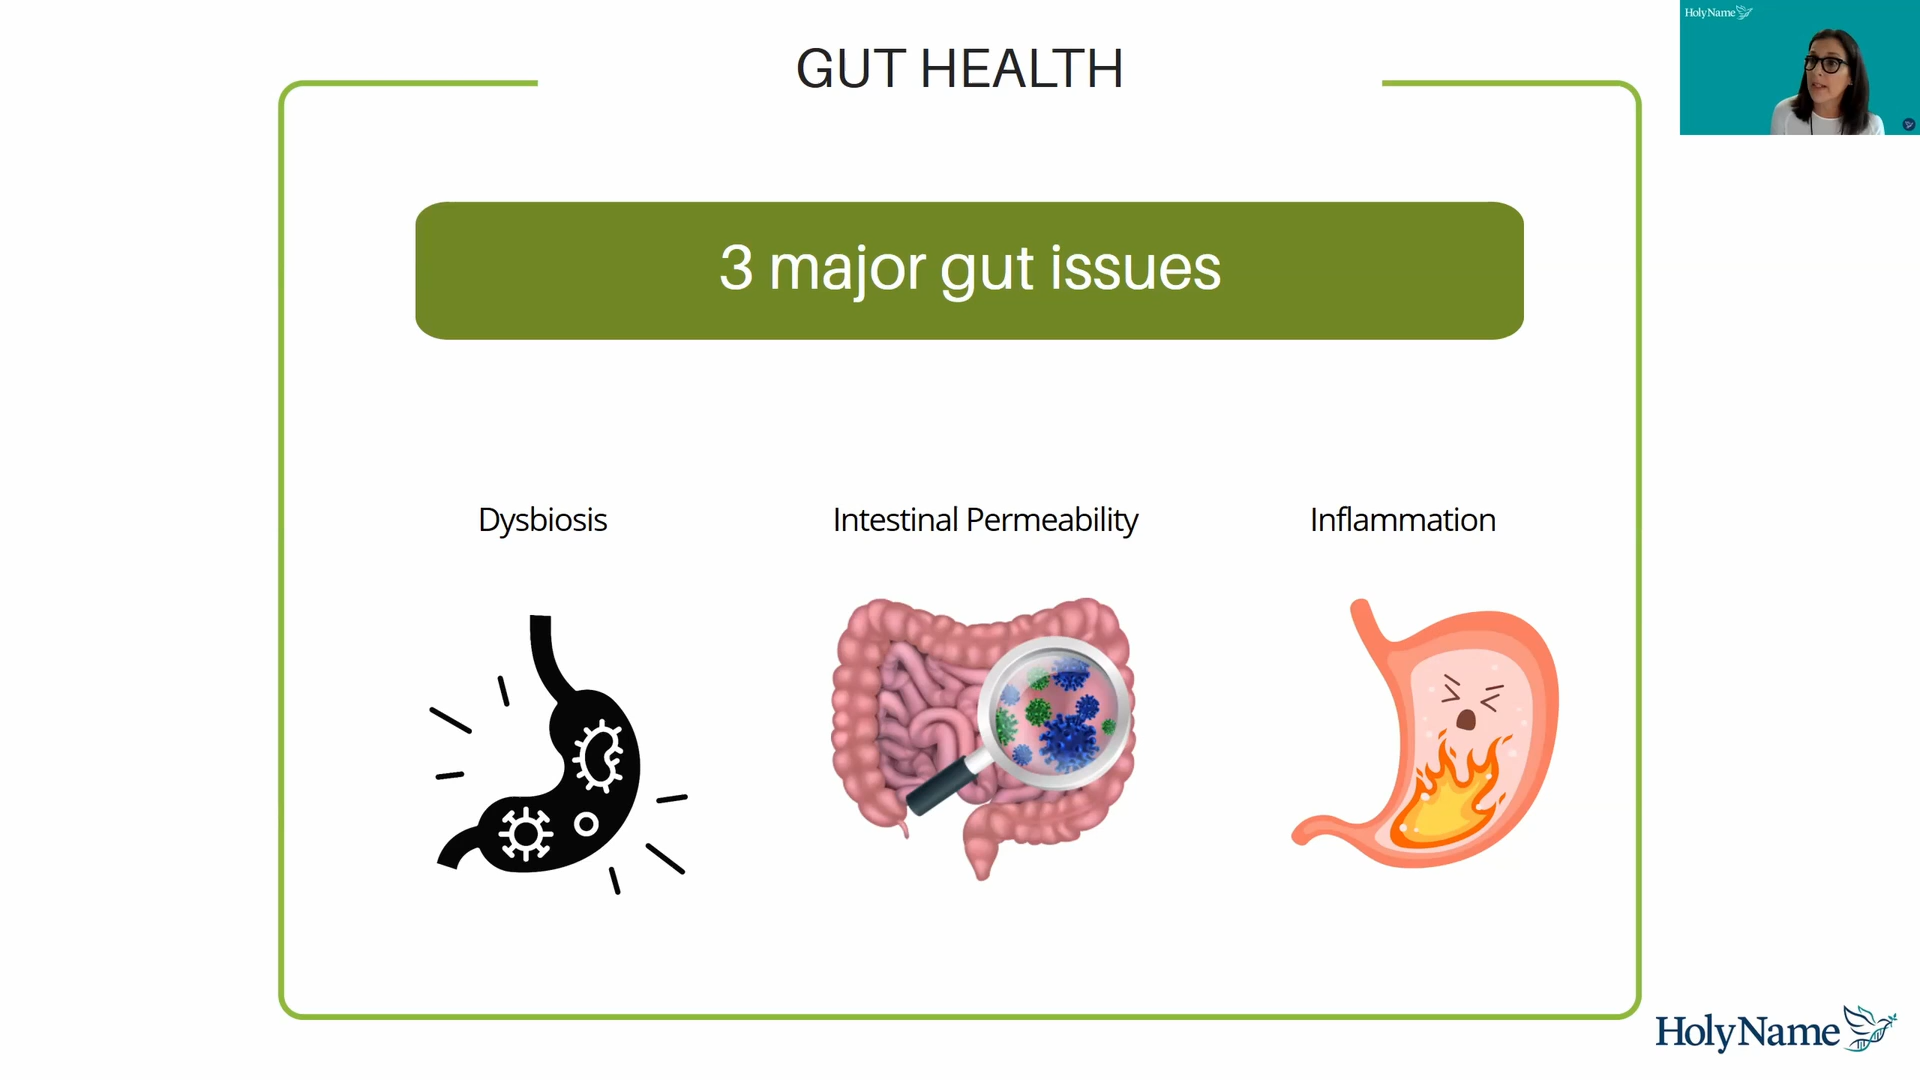 HolyName
GUT HEALTH
3 major gut issues
Dysbiosis
Intestinal Permeability
Inflammation
HolyName